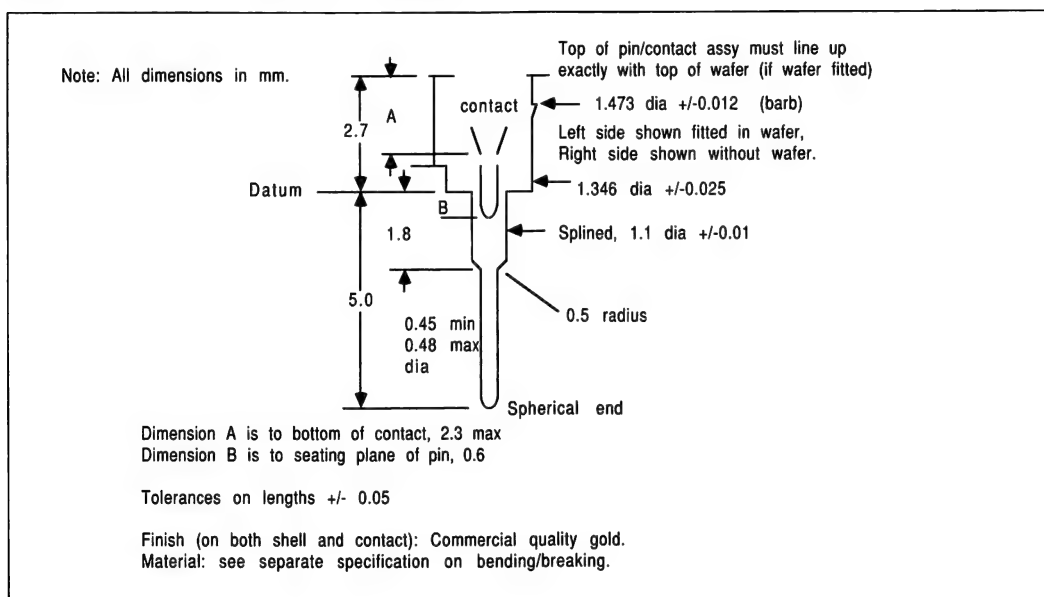 Note: All dimensions in mm.
Top of pin/contact assy must line up
exactly with top of wafer (if wafer fitted)
contact
1.473 dia +/-0.012 (barb)
A
2.7
Left side shown fitted in wafer,
Right side shown without wafer.
Datum
1.346 dia +/-0.025
B
1.8
Splined, 1.1 dia +/-0.01
5.0
0.5 radius
0.45 min
0.48 max
dia
Spherical end
Dimension A is to bottom of contact, 2.3 max
Dimension B is to seating plane of pin, 0.6
Tolerances on lengths +/- 0.05
Finish (on both shell and contact): Commercial quality gold.
Material: see separate specification on bending/breaking.